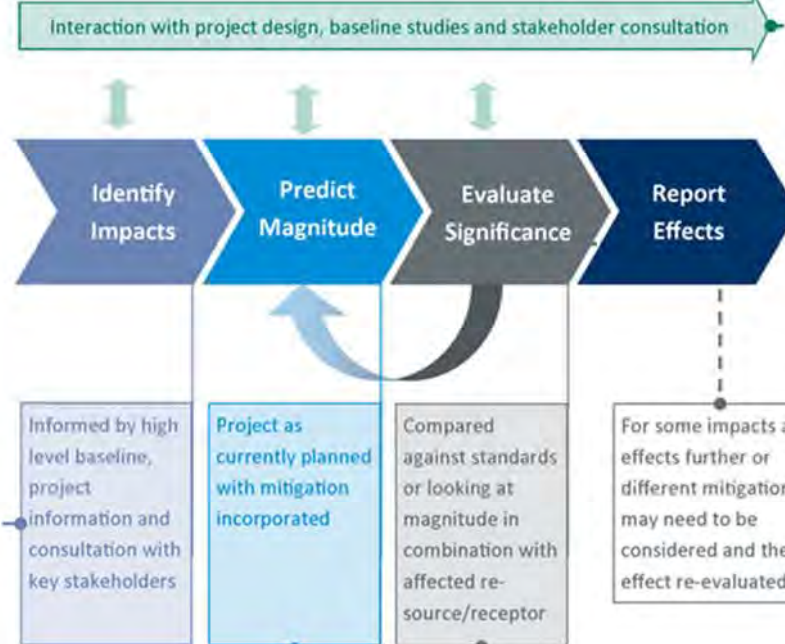 Interaction with project design, baseline studies and stakeholder consultation
Identify
Impacts
Predict
Magnitude
Evaluate
Significance
Report
Effects
Informed by high
level baseline,
project
information and
consultation with
key stakeholders
Project as
currently planned
with mitigation
incorporated
Compared
against standards
or looking at
magnitude in
combination with
affected re-
source/receptor
For some impacts a
effects further or
different mitigation
may need to be
considered and the
effect re-evaluated